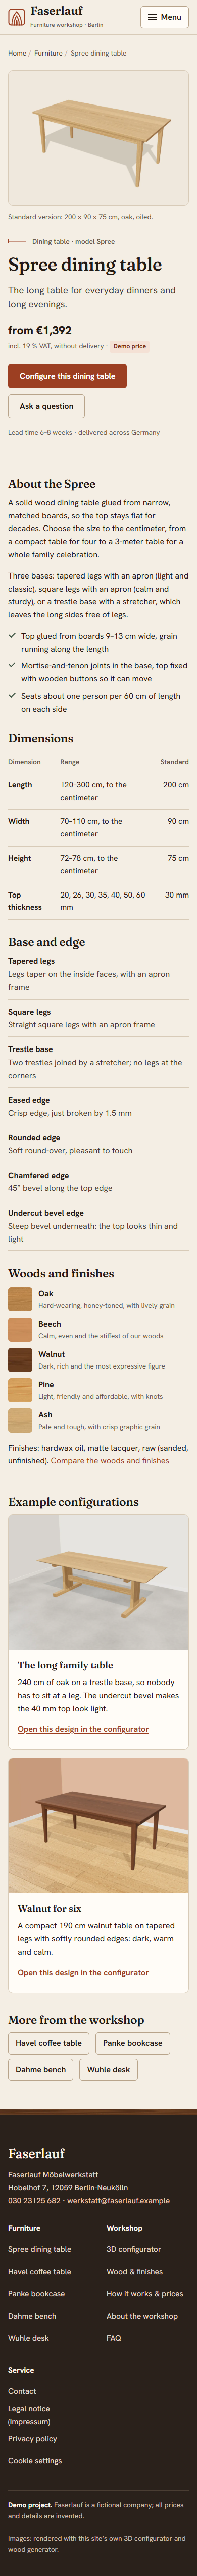 Faserlauf
Furniture workshop · Berlin
Menu
Home / Furniture / Spree dining table
Standard version: 200 × 90 × 75 cm, oak, oiled.
Dining table · model Spree
Spree dining table
The long table for everyday dinners and
long evenings.
from €1,392
incl. 19 % VAT, without delivery · Demo price
Configure this dining table
Ask a question
Lead time 6–8 weeks · delivered across Germany
About the Spree
A solid wood dining table glued from narrow,
matched boards, so the top stays flat for
decades. Choose the size to the centimeter, from
a compact table for four to a 3-meter table for a
whole family celebration.
Three bases: tapered legs with an apron (light and
classic), square legs with an apron (calm and
sturdy), or a trestle base with a stretcher, which
leaves the long sides free of legs.
Top glued from boards 9–13 cm wide, grain
running along the length
Mortise-and-tenon joints in the base, top fixed
with wooden buttons so it can move
Seats about one person per 60 cm of length
on each side
Dimensions
Dimension Range Standard
Length 120–300 cm, to the 200 cm
centimeter
Width 70–110 cm, to the 90 cm
centimeter
Height 72–78 cm, to the 75 cm
centimeter
Top 20, 26, 30, 35, 40, 50, 60 30 mm
thickness mm
Base and edge
Tapered legs
Legs taper on the inside faces, with an apron
frame
Square legs
Straight square legs with an apron frame
Trestle base
Two trestles joined by a stretcher; no legs at the
corners
Eased edge
Crisp edge, just broken by 1.5 mm
Rounded edge
Soft round-over, pleasant to touch
Chamfered edge
45° bevel along the top edge
Undercut bevel edge
Steep bevel underneath: the top looks thin and
light
Woods and finishes
Oak
Hard-wearing, honey-toned, with lively grain
Beech
Calm, even and the stiffest of our woods
Walnut
Dark, rich and the most expressive figure
Pine
Light, friendly and affordable, with knots
Ash
Pale and tough, with crisp graphic grain
Finishes: hardwax oil, matte lacquer, raw (sanded,
unfinished). Compare the woods and finishes
Example configurations
The long family table
240 cm of oak on a trestle base, so nobody
has to sit at a leg. The undercut bevel makes
the 40 mm top look light.
Open this design in the configurator
Walnut for six
A compact 190 cm walnut table on tapered
legs with softly rounded edges: dark, warm
and calm.
Open this design in the configurator
More from the workshop
Havel coffee table
Panke bookcase
Dahme bench
Wuhle desk
Faserlauf
Faserlauf Möbelwerkstatt
Hobelhof 7, 12059 Berlin-Neukölln
030 23125 682 · werkstatt@faserlauf.example
Furniture
Spree dining table
Havel coffee table
Panke bookcase
Dahme bench
Wuhle desk
Workshop
3D configurator
Wood & finishes
How it works & prices
About the workshop
FAQ
Service
Contact
Legal notice
(Impressum)
Privacy policy
Cookie settings
Demo project. Faserlauf is a fictional company; all prices
and details are invented.
Images: rendered with this site's own 3D configurator and
wood generator.